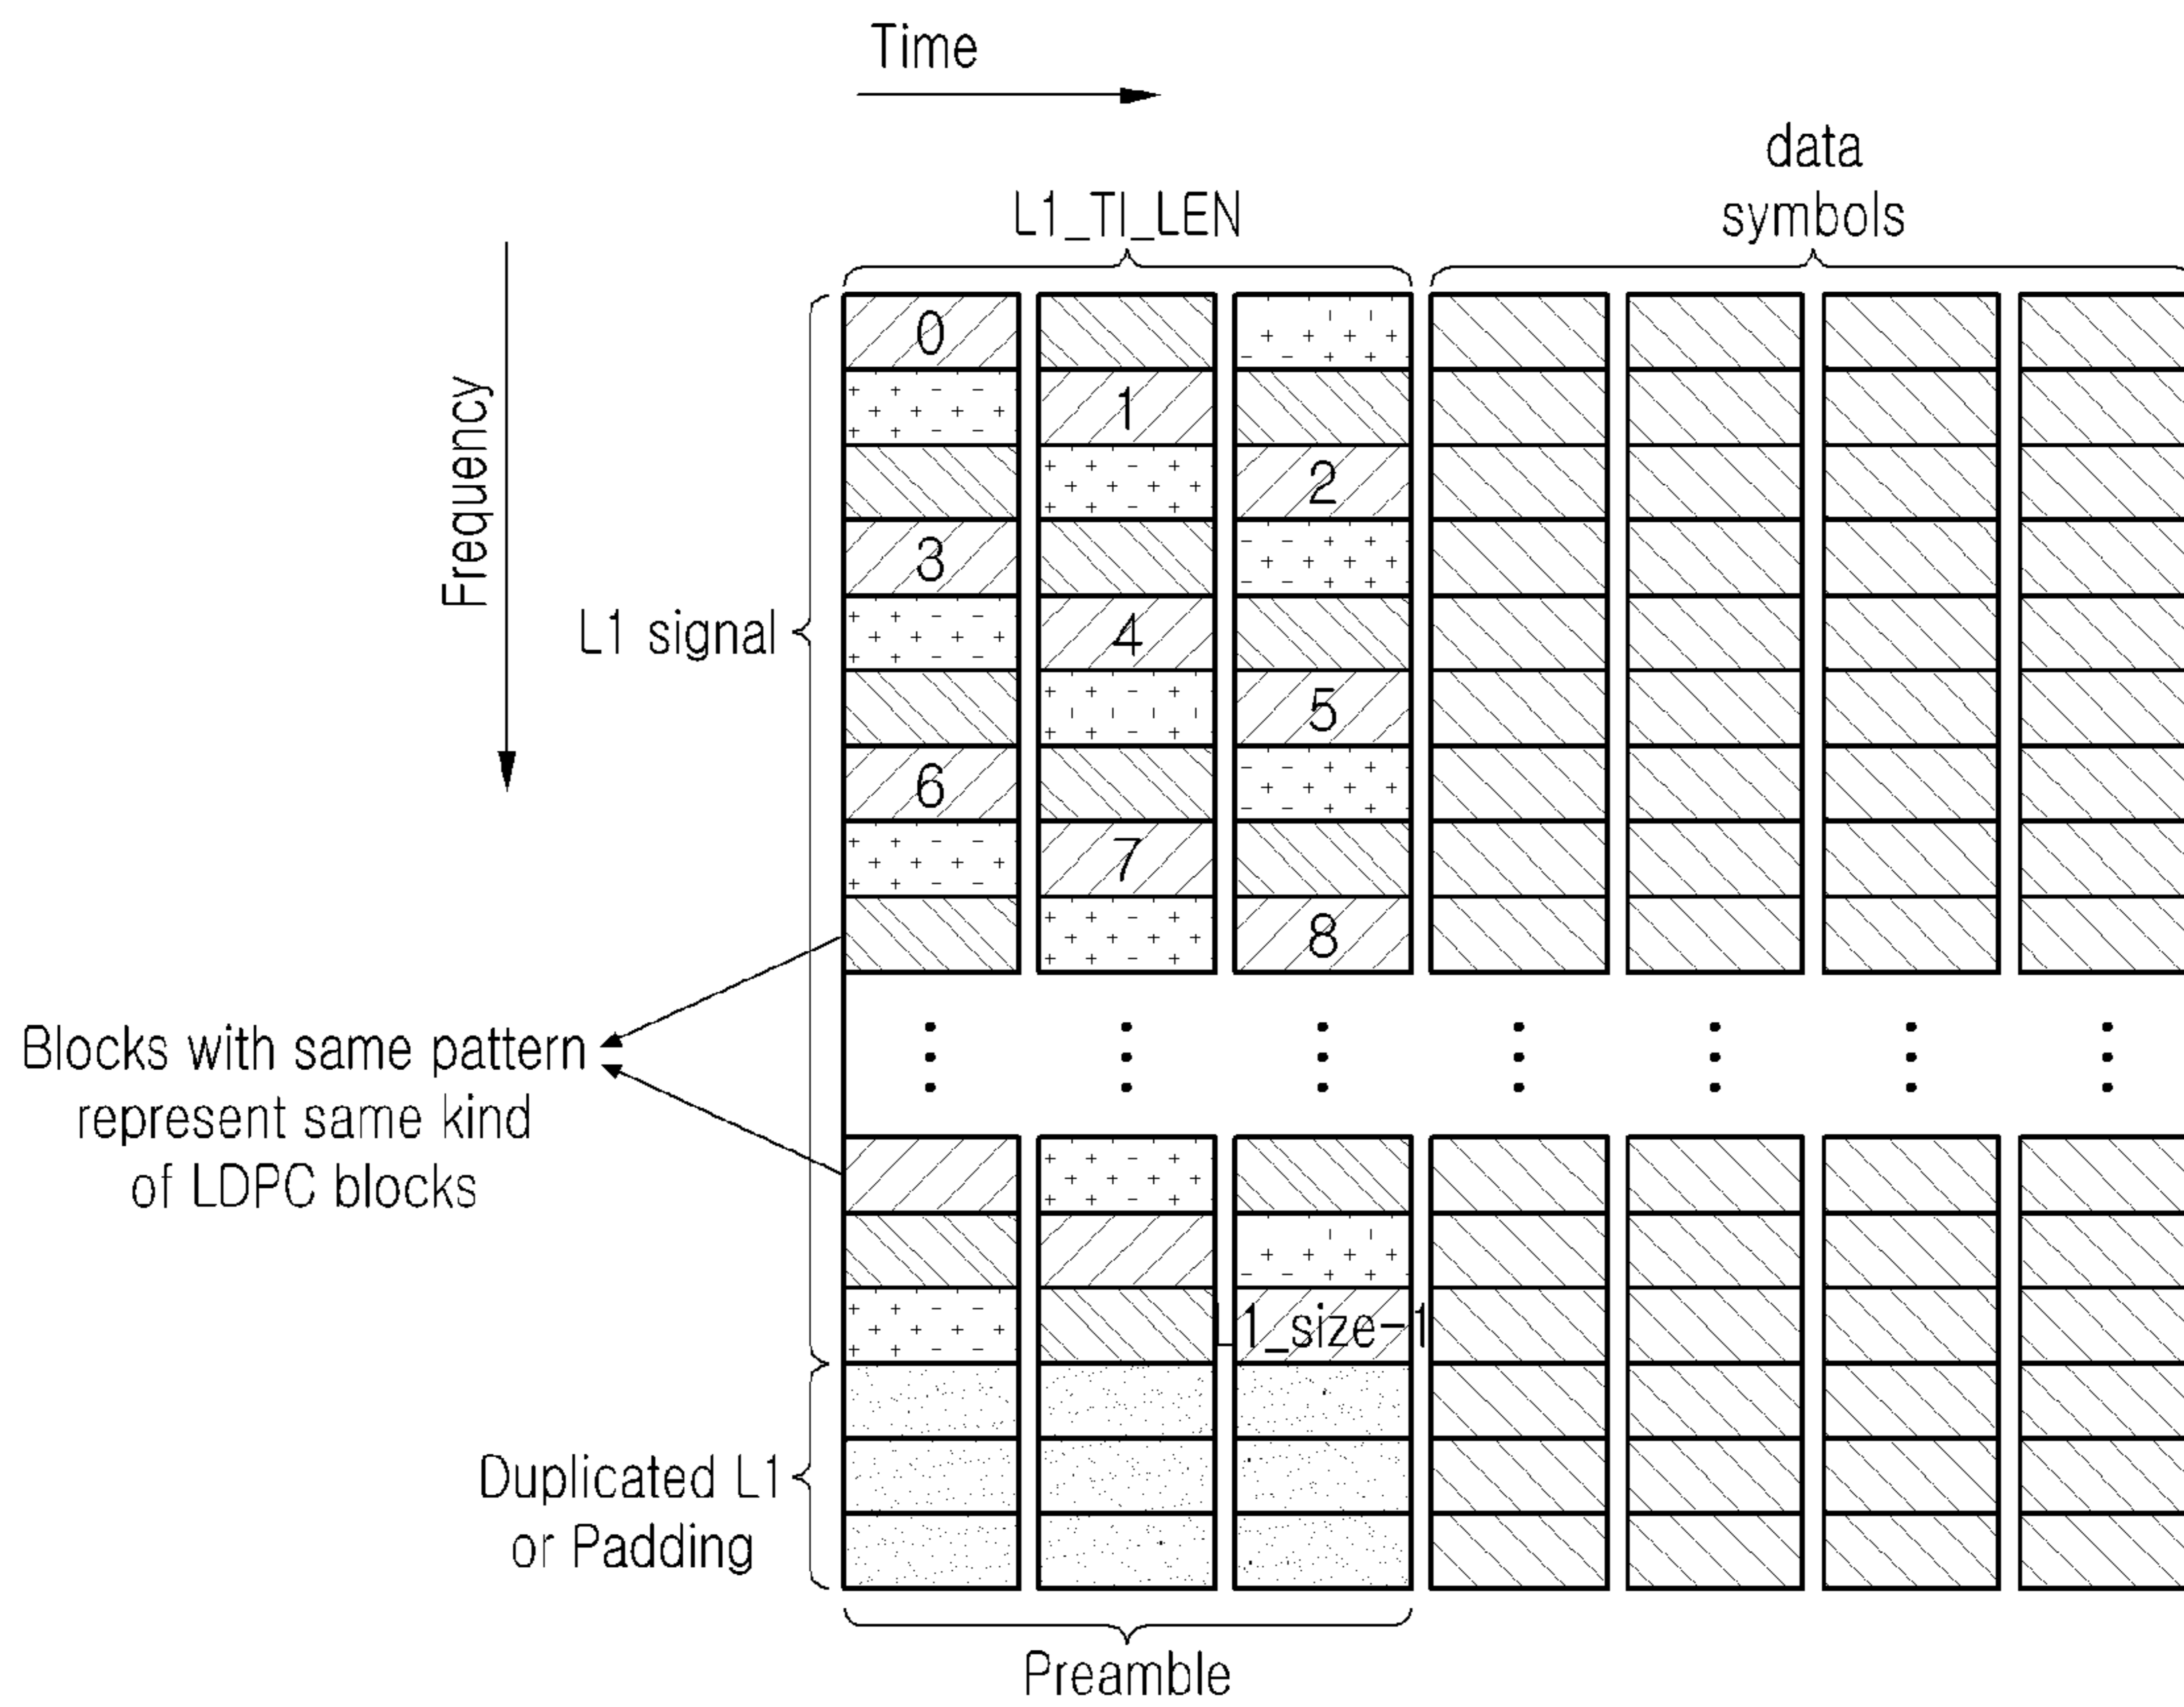 Time
data
symbols
L1_TI_LEN
Frequency
0
1
2
3
L1 signal
4
5
6
7
8
Blocks with same pattern
represent same kind
of LDPC blocks
L1_size-1
Duplicated L1
or Padding
Preamble